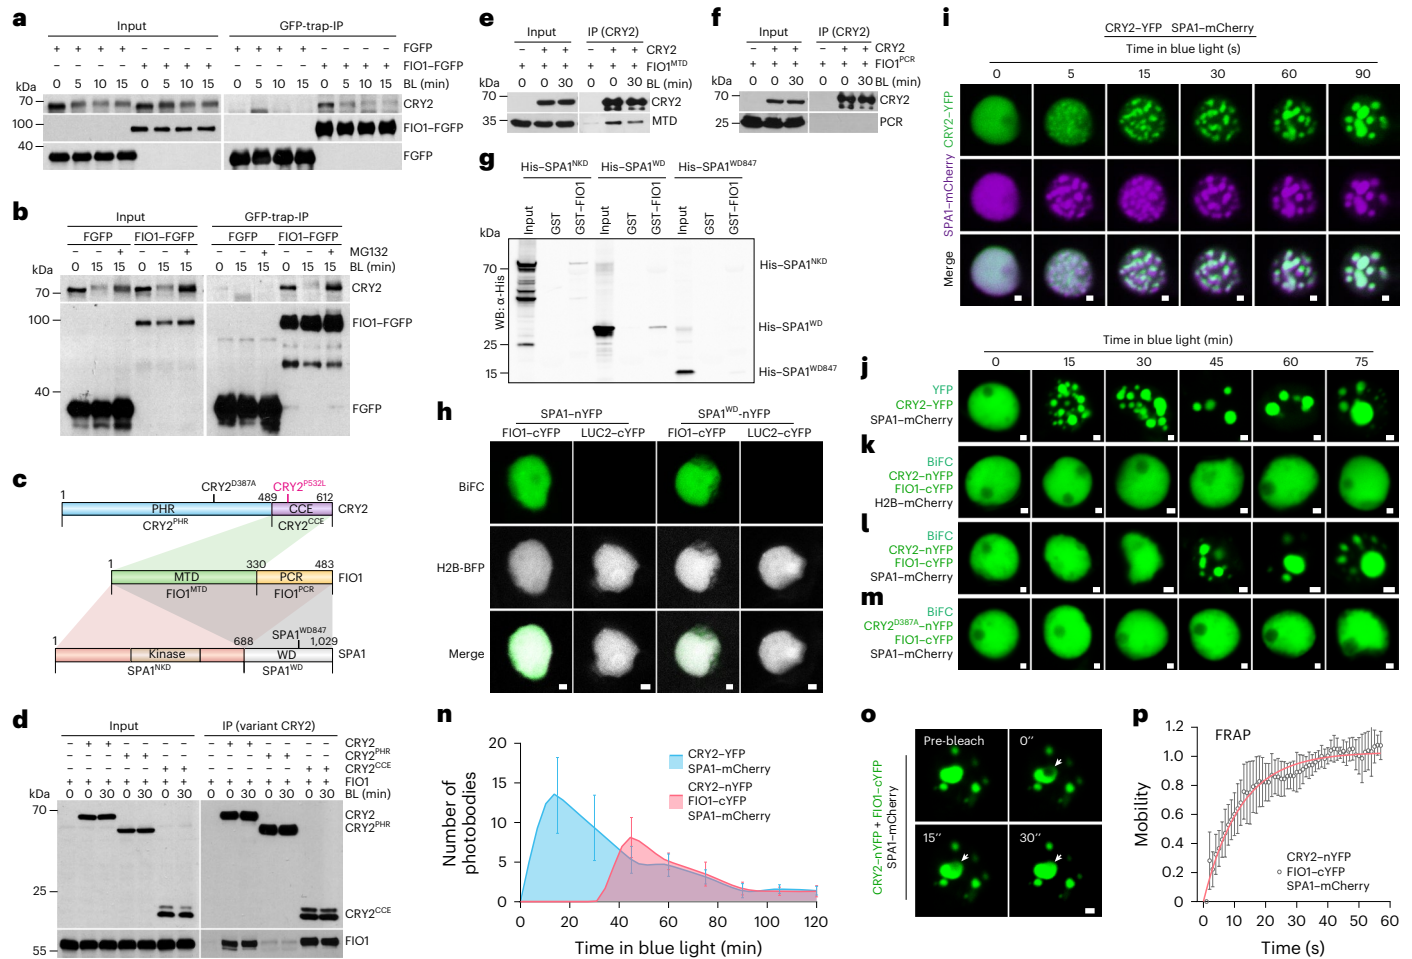 a
Input
GFP-trap-IP
+ + + + – – – – + + + + – – – – FGFP
– – – – + + + + – – – – + + + + FIO1–FGFP
0 5 10 15 0 5 10 15 0 5 10 15 0 5 10 15 BL (min)
kDa
70
CRY2
100
FIO1–FGFP
40
FGFP
b
Input
GFP-trap-IP
FGFP FIO1–FGFP FGFP FIO1–FGFP
– – + – – + – – + – – + MG132
0 15 15 0 15 15 0 15 15 0 15 15 BL (min)
kDa
70
CRY2
100
FIO1–FGFP
40
FGFP
c
1
CRY2D387A
489
CRY2P532L
612
PHR
CCE
CRY2
CRY2PHR
CRY2CCE
1
330
483
MTD
PCR
FIO1
FIO1MTD
FIO1PCR
1
688
SPA1WD847
1,029
Kinase
WD
SPA1
SPA1NKD
SPA1WD
d
Input
IP (variant CRY2)
– + + – – – – – + + – – – – CRY2
– – – + + – – – – – + + – – CRY2PHR
– – – – – + + – – – – – + + CRY2CCE
+ + + + + + + + + + + + + + FIO1
0 0 30 0 30 0 30 0 0 30 0 30 0 30 BL (min)
kDa
70
CRY2
CRY2PHR
25
CRY2CCE
55
FIO1
e
Input
IP (CRY2)
– + + – + + CRY2
+ + + + + + FIO1MTD
0 0 30 0 0 30 BL (min)
kDa
70
CRY2
35
MTD
f
Input
IP (CRY2)
– + + – + + CRY2
+ + + + + + FIO1PCR
0 0 30 0 0 30 BL (min)
kDa
70
CRY2
25
PCR
g
His–SPA1NKD His–SPA1WD His–SPA1WD847
Input GST GST–FIO1 Input GST GST–FIO1 Input GST GST–FIO1
kDa
WB: α-His
70
His–SPA1NKD
His–SPA1WD
25
15
His–SPA1WD847
h
SPA1–nYFP
SPA1WD-nYFP
FIO1–cYFP LUC2–cYFP FIO1–cYFP LUC2–cYFP
BiFC
H2B-BFP
Merge
i
CRY2–YFP SPA1–mCherry
Time in blue light (s)
0 5 15 30 60 90
CRY2–YFP
SPA1–mCherry
Merge
Time in blue light (min)
0 15 30 45 60 75
j
YFP
CRY2–YFP
SPA1–mCherry
k
BiFC
CRY2–nYFP
FIO1–cYFP
H2B–mCherry
l
BiFC
CRY2–nYFP
FIO1–cYFP
SPA1–mCherry
m
BiFC
CRY2D387A–nYFP
FIO1–cYFP
SPA1–mCherry
n
Number of
photobodies
20
15
10
5
0
0 20 40 60 80 100 120
Time in blue light (min)
CRY2–YFP
SPA1–mCherry
CRY2–nYFP
FIO1–cYFP
SPA1–mCherry
o
CRY2–nYFP + FIO1–cYFP
SPA1–mCherry
Pre-bleach
0′′
15′′
30′′
p
FRAP
Mobility
1.2
1.0
0.8
0.6
0.4
0.2
0
0 10 20 30 40 50 60
Time (s)
CRY2–nYFP
FIO1–cYFP
SPA1–mCherry